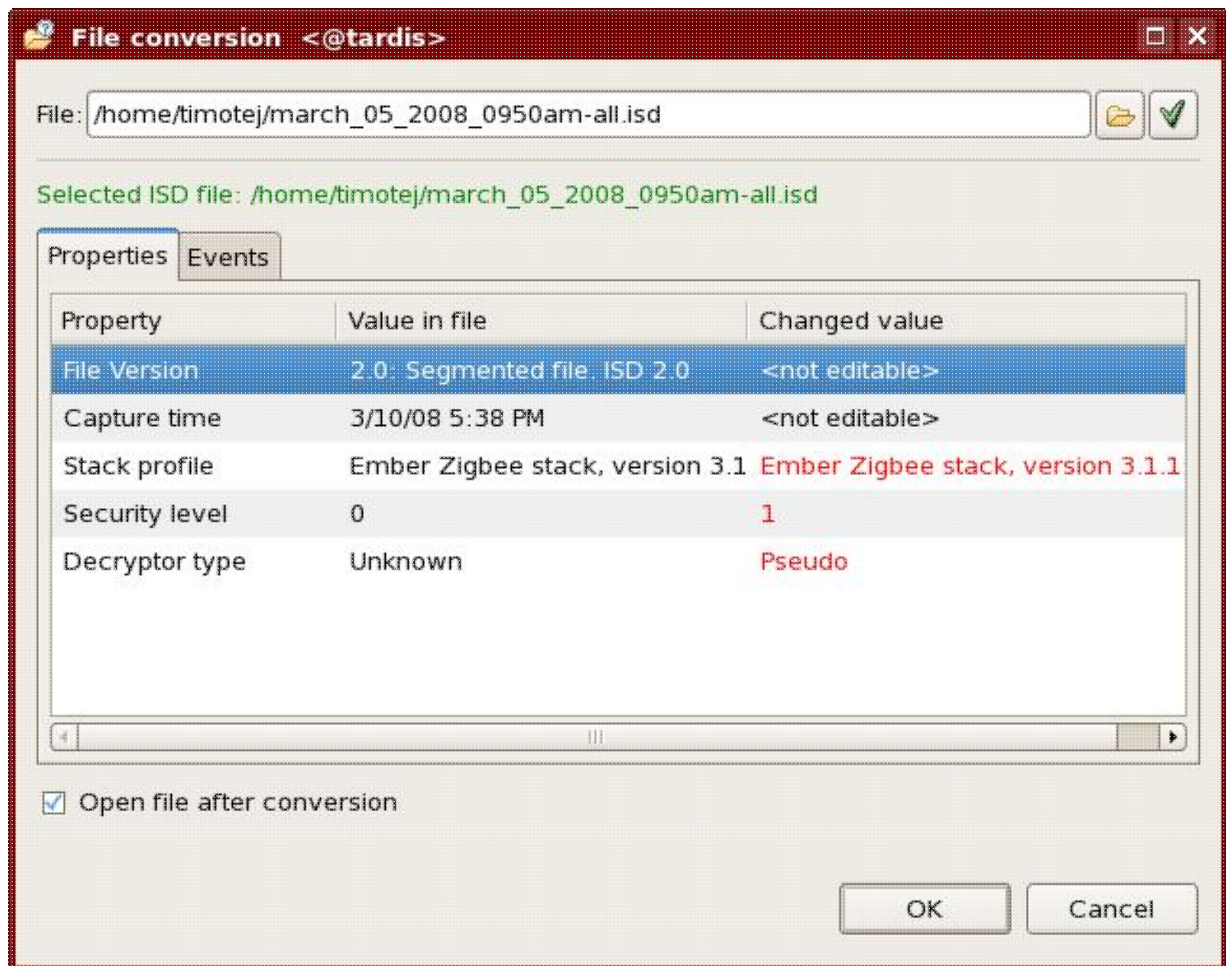 File conversion <@tardis>
File: /home/timotej/march_05_2008_0950am-all.isd
Selected ISD file: /home/timotej/march_05_2008_0950am-all.isd
Properties Events
Property Value in file Changed value
File Version 2.0: Segmented file. ISD 2.0 <not editable>
Capture time 3/10/08 5:38 PM <not editable>
Stack profile Ember Zigbee stack, version 3.1 Ember Zigbee stack, version 3.1.1
Security level 0 1
Decryptor type Unknown Pseudo
Open file after conversion
OK Cancel